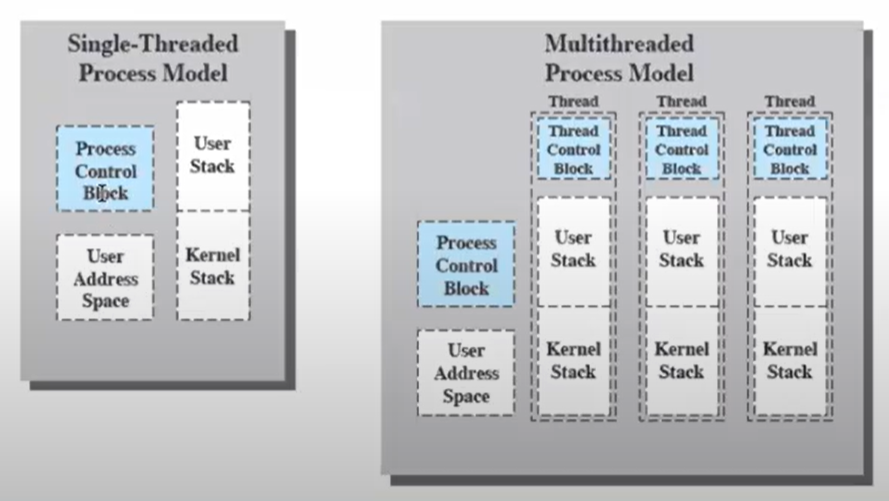 Single-Threaded
Process Model
Process
Control
Block
User
Stack
User
Address
Space
Kernel
Stack
Multithreaded
Process Model
Thread
Thread
Thread
Thread
Control
Block
Thread
Control
Block
Thread
Control
Block
Process
Control
Block
User
Stack
User
Stack
User
Stack
User
Address
Space
Kernel
Stack
Kernel
Stack
Kernel
Stack